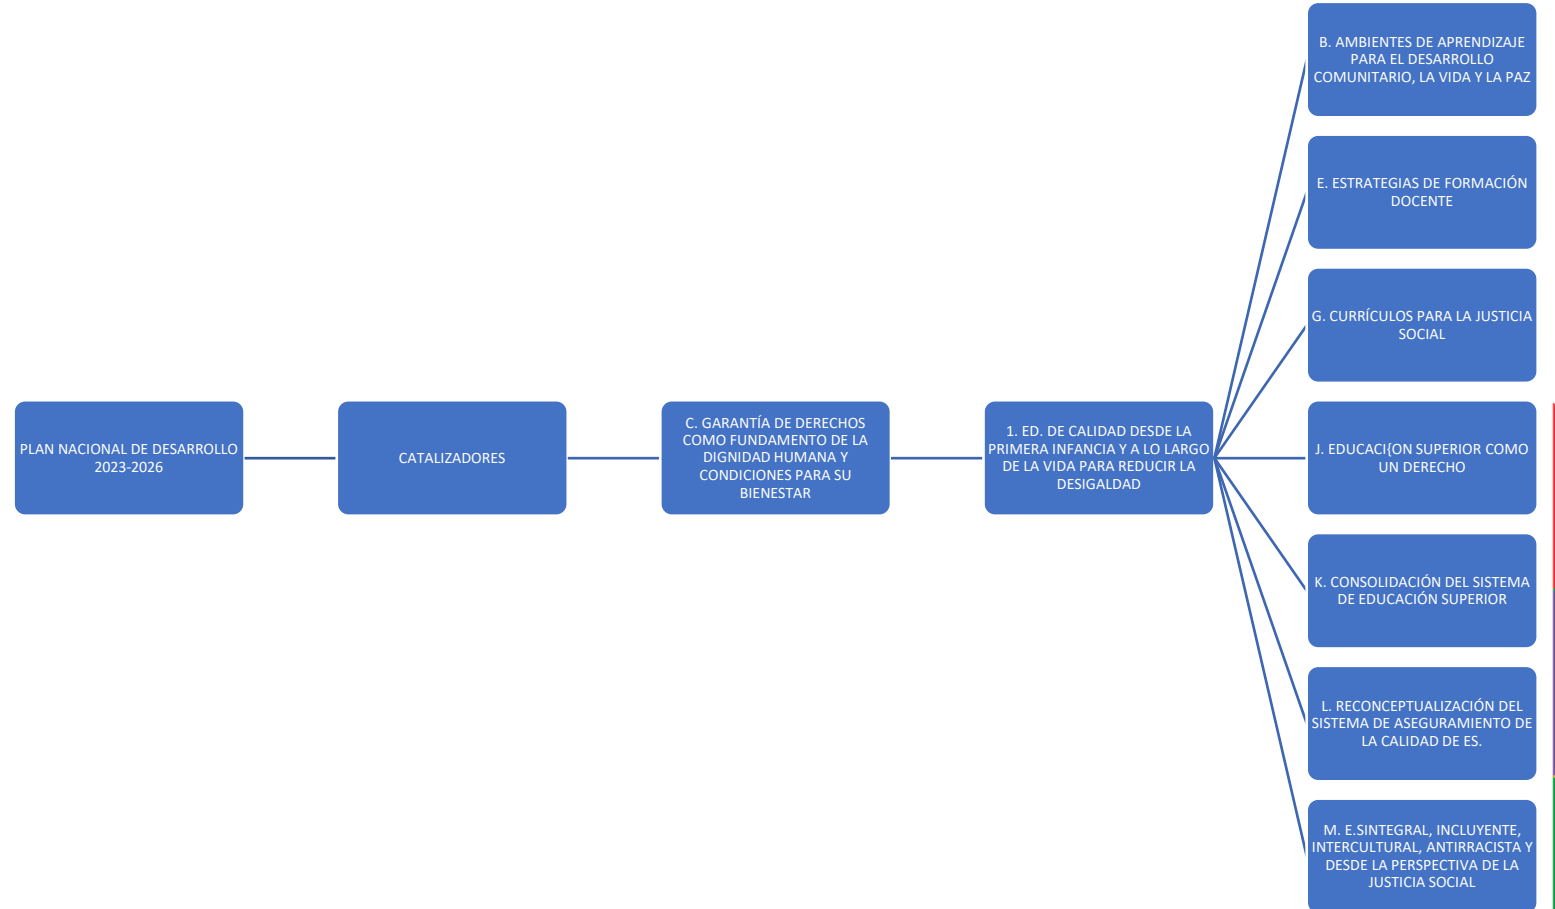 PLAN NACIONAL DE DESARROLLO
2023-2026
CATALIZADORES
C. GARANTÍA DE DERECHOS
COMO FUNDAMENTO DE LA
DIGNIDAD HUMANA Y
CONDICIONES PARA SU
BIENESTAR
1. ED. DE CALIDAD DESDE LA
PRIMERA INFANCIA Y A LO LARGO
DE LA VIDA PARA REDUCIR LA
DESIGALDAD
B. AMBIENTES DE APRENDIZAJE
PARA EL DESARROLLO
COMUNITARIO, LA VIDA Y LA PAZ
E. ESTRATEGIAS DE FORMACIÓN
DOCENTE
G. CURRÍCULOS PARA LA JUSTICIA
SOCIAL
J. EDUCACI{ON SUPERIOR COMO
UN DERECHO
K. CONSOLIDACIÓN DEL SISTEMA
DE EDUCACIÓN SUPERIOR
L. RECONCEPTUALIZACIÓN DEL
SISTEMA DE ASEGURAMIENTO DE
LA CALIDAD DE ES.
M. E.SINTEGRAL, INCLUYENTE,
INTERCULTURAL, ANTIRRACISTA Y
DESDE LA PERSPECTIVA DE LA
JUSTICIA SOCIAL